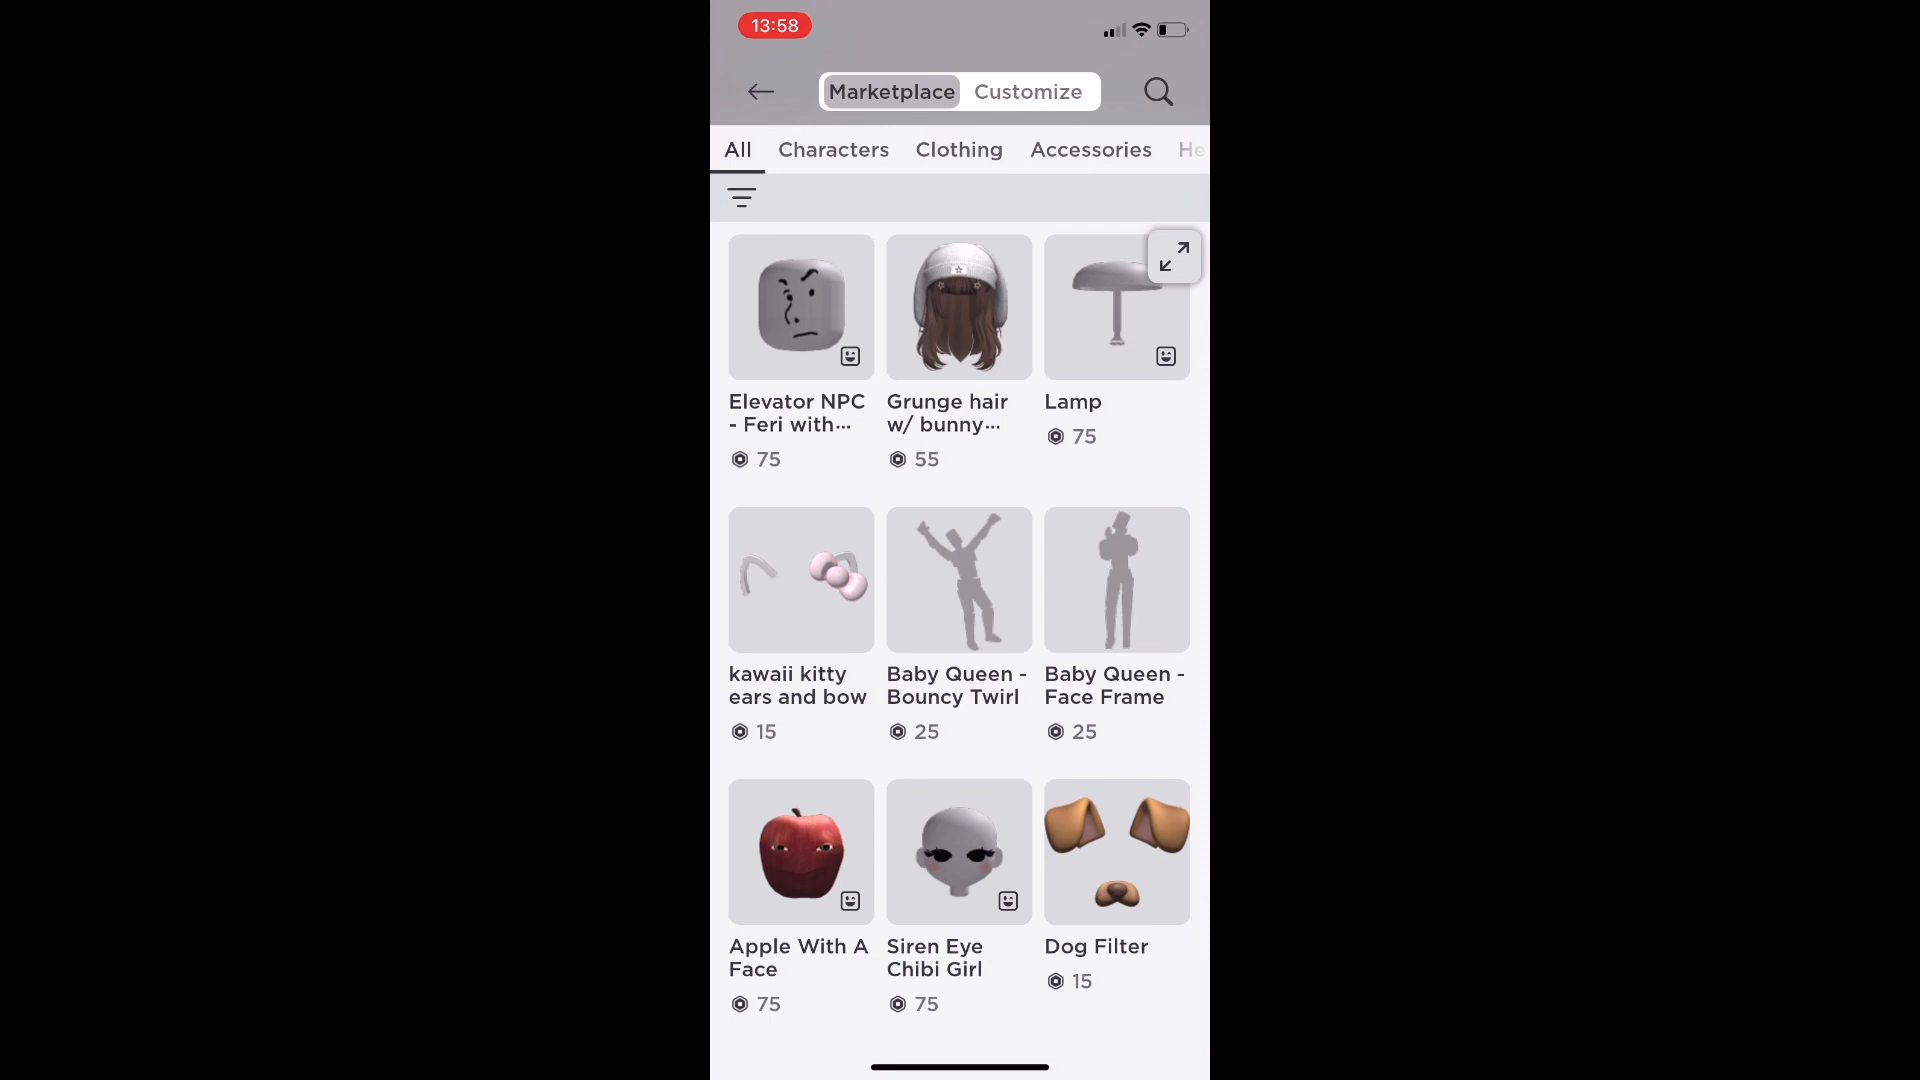 13:58
Marketplace Customize
All Characters Clothing Accessories He
Elevator NPC
- Feri with...
75
Grunge hair
w/ bunny...
55
Lamp
75
kawaii kitty
ears and bow
15
Baby Queen -
Bouncy Twirl
25
Baby Queen -
Face Frame
25
Apple With A
Face
75
Siren Eye
Chibi Girl
75
Dog Filter
15